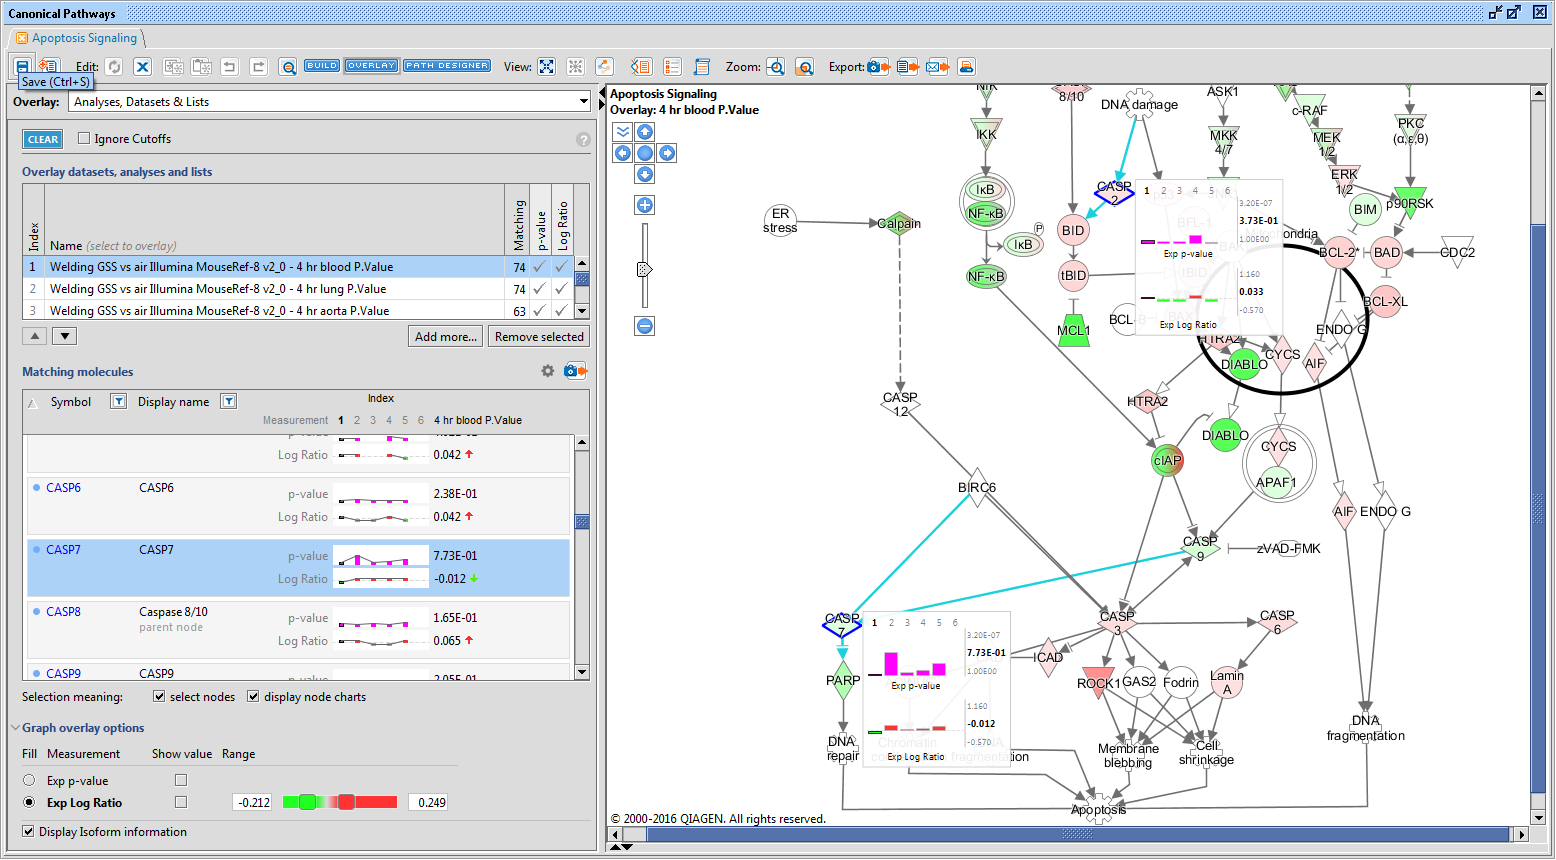 Canonical Pathways
Apoptosis Signaling
Edit:
BUILD
OVERLAY
PATH DESIGNER
View:
Zoom:
Export:
Save (Ctrl+S)
Overlay: Analyses, Datasets & Lists
CLEAR
Ignore Cutoffs
?
Overlay datasets, analyses and lists
Index
Name (select to overlay)
Matching
p-value
Log Ratio
1 Welding GSS vs air Illumina MouseRef-8 v2_0 - 4 hr blood P.Value 74
2 Welding GSS vs air Illumina MouseRef-8 v2_0 - 4 hr lung P.Value 74
3 Welding GSS vs air Illumina MouseRef-8 v2_0 - 4 hr aorta P.Value 63
Add more...
Remove selected
Matching molecules
Symbol
Display name
Index
Measurement 1 2 3 4 5 6 4 hr blood P.Value
p-value
Log Ratio 0.042
CASP6 CASP6
p-value 2.38E-01
Log Ratio 0.042
CASP7 CASP7
p-value 7.73E-01
Log Ratio -0.012
CASP8 Caspase 8/10
parent node
p-value 1.65E-01
Log Ratio 0.065
CASP9 CASP9
Selection meaning: select nodes display node charts
Graph overlay options
Fill Measurement Show value Range
Exp p-value
Exp Log Ratio -0.212 0.249
Display Isoform information
Apoptosis Signaling
Overlay: 4 hr blood P.Value
NIK
8/10
DNA damage
ASK1
c-RAF
PKC
(α,ε,θ)
IKK
MKK
4/7
MEK
1/2
ERK
1/2
IκB
NF-κB
CASP
2
p90RSK
BIM
ER
stress
Calpain
IκB
P
BID
BCL-2*
BAD
CDC2
NF-κB
tBID
BCL-XL
MCL1
ENDO G
HTRA2
DIABLO
CYCS
AIF
1 2 3 4 5 6
3.20E-07
3.73E-01
1.00E00
Exp p-value
1.160
0.033
-0.570
Exp Log Ratio
Mitochondria
CASP
12
HTRA2
DIABLO
CYCS
APAF1
cIAP
BIRC6
AIF
ENDO G
CASP
9
zVAD-FMK
CASP
7
CASP
3
CASP
6
1 2 3 4 5 6
3.20E-07
7.73E-01
1.00E00
Exp p-value
1.160
-0.012
-0.570
Exp Log Ratio
ICAD
PARP
ROCK1
GAS2
Fodrin
Lamin
A
DNA
repair
Chromatin
fragmentation
Membrane
blebbing
Cell
shrinkage
DNA
fragmentation
Apoptosis
© 2000-2016 QIAGEN. All rights reserved.